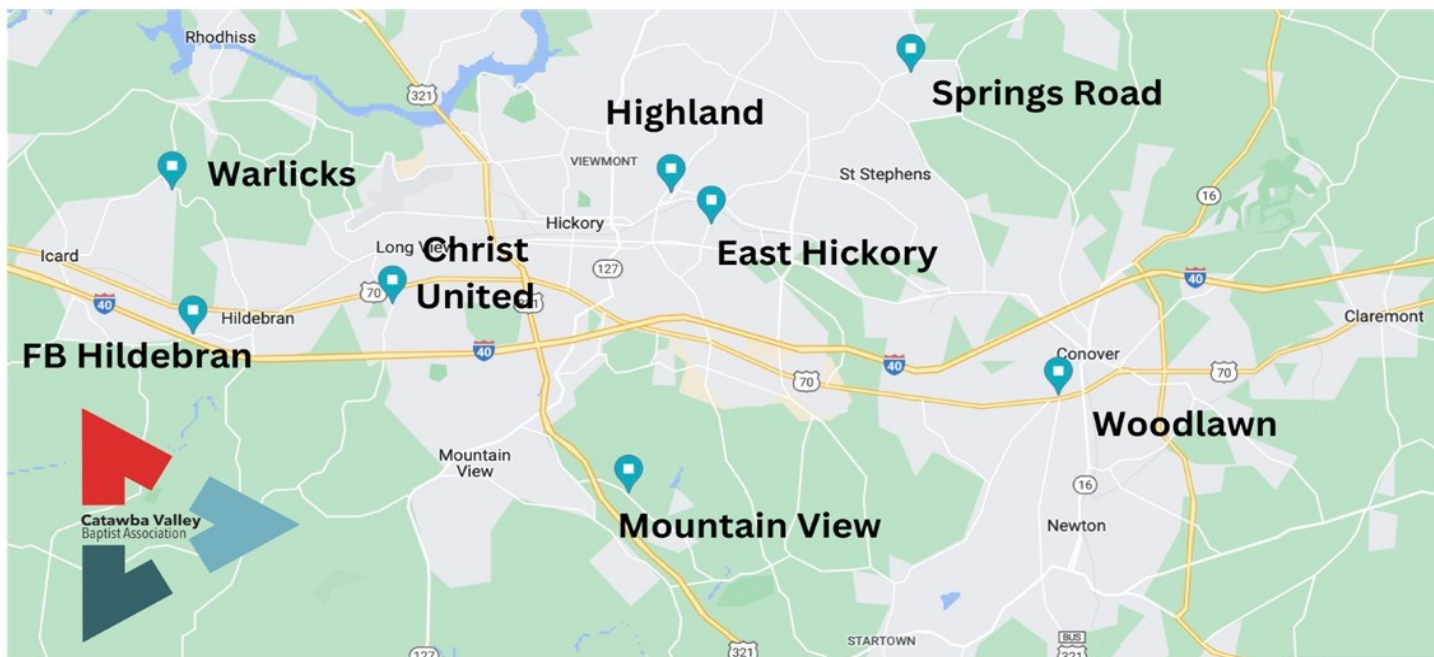 Rhodhiss
321
Springs Road
Highland
VIEWMONT
Warlicks
St Stephens
16
Hickory
Long View
Christ
United
East Hickory
Icard
127
40
40
70
321
Hildebran
FB Hildebran
Claremont
40
40
Conover
70
70
Woodlawn
Mountain
View
16
Newton
Mountain View
Catawba Valley
Baptist Association
STARTOWN
127
321
BUS
321